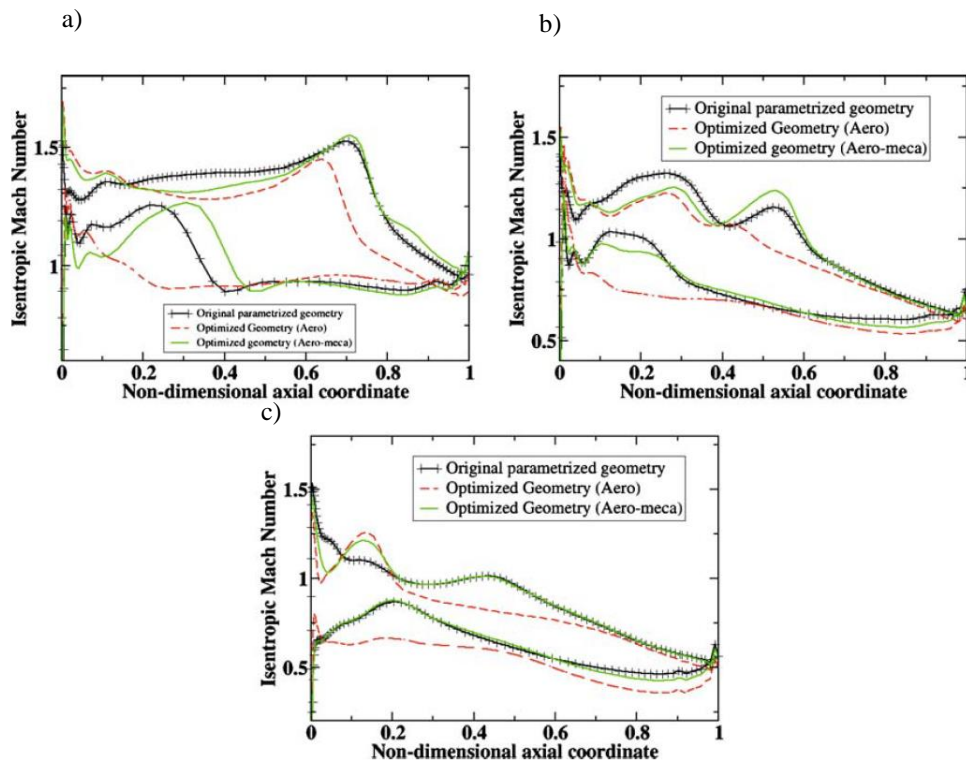 a)
Isentropic Mach Number
1.5
1
Original parametrized geometry
Optimized Geometry (Aero)
Optimized geometry (Aero-meca)
0 0.2 0.4 0.6 0.8 1
Non-dimensional axial coordinate
b)
Isentropic Mach Number
1.5
1
0.5
Original parametrized geometry
Optimized Geometry (Aero)
Optimized geometry (Aero-meca)
0 0.2 0.4 0.6 0.8 1
Non-dimensional axial coordinate
c)
Isentropic Mach Number
1.5
1
0.5
Original parametrized geometry
Optimized Geometry (Aero)
Optimized Geometry (Aero-meca)
0 0.2 0.4 0.6 0.8 1
Non-dimensional axial coordinate